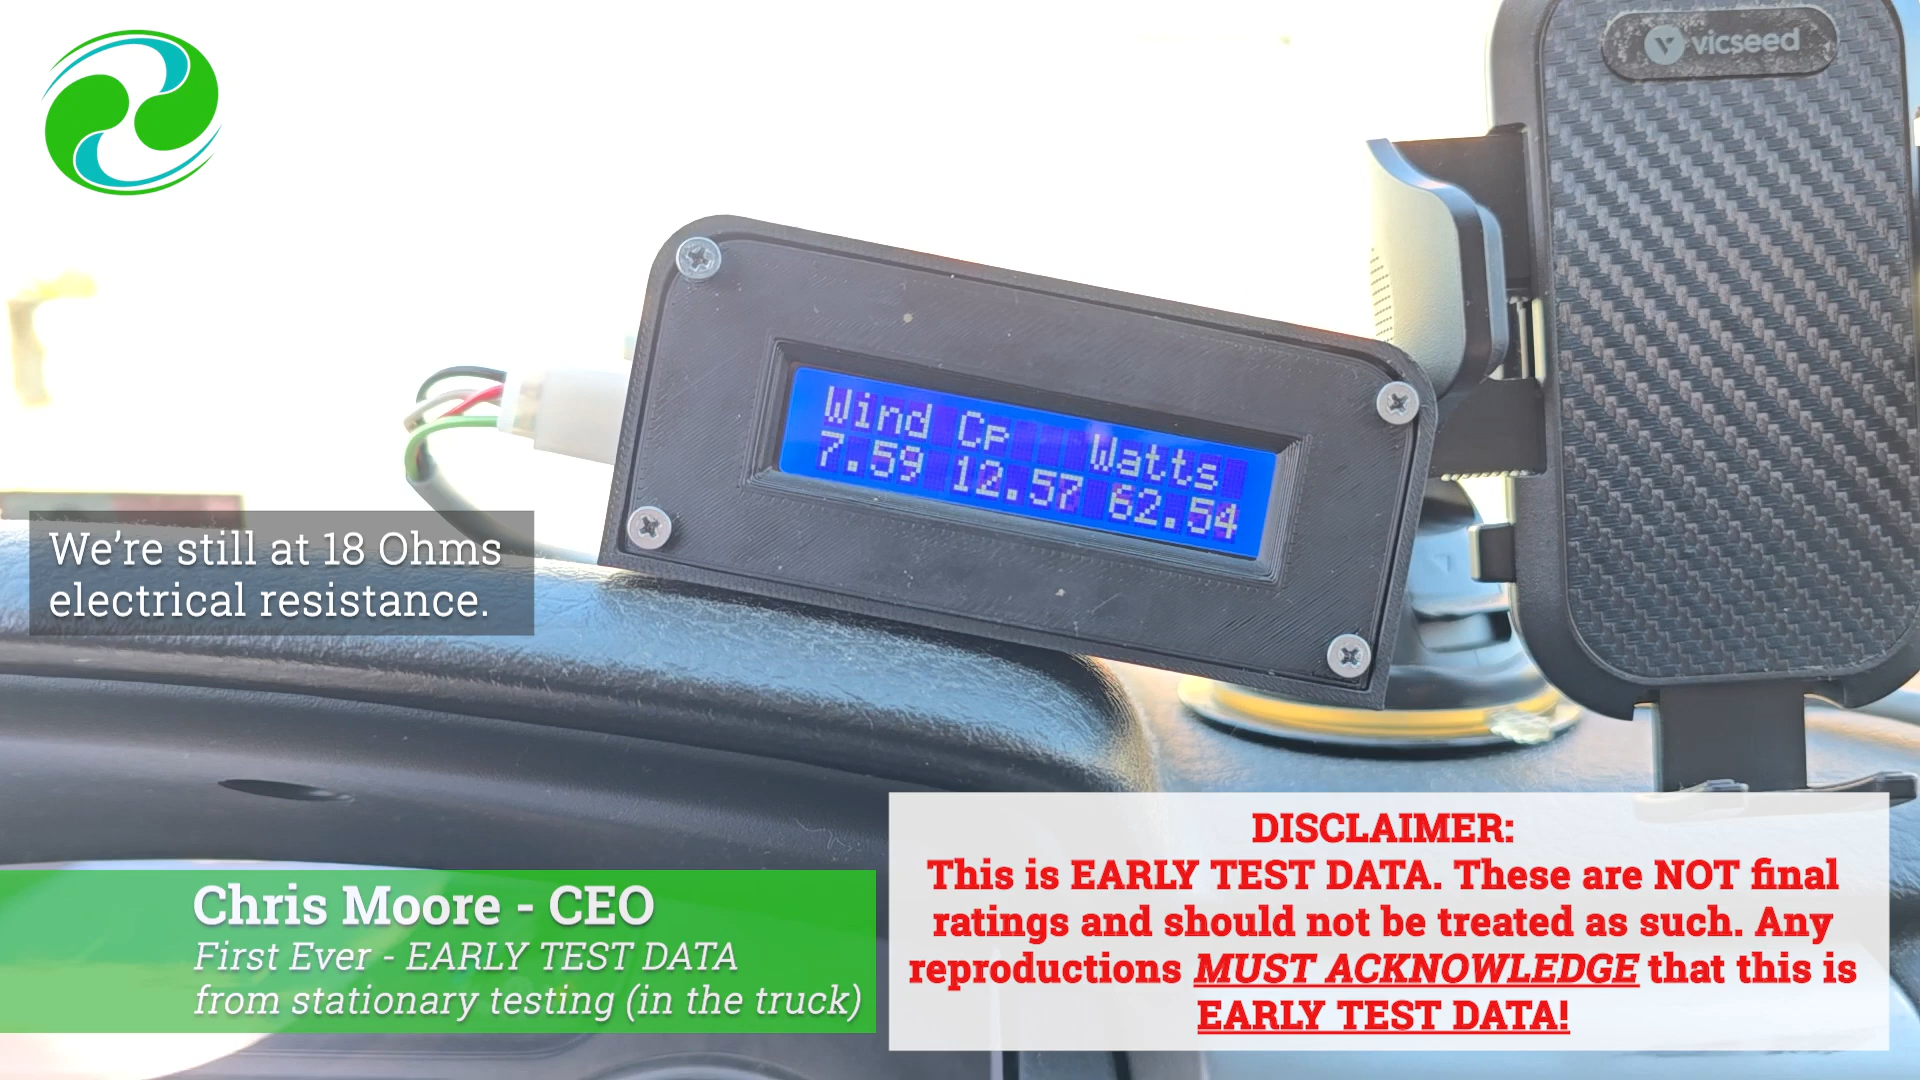 vicseed
Wind Cp Watts
7.59 12.57 62.54
We're still at 18 Ohms
electrical resistance.
Chris Moore - CEO
First Ever - EARLY TEST DATA
from stationary testing (in the truck)
DISCLAIMER:
This is EARLY TEST DATA. These are NOT final
ratings and should not be treated as such. Any
reproductions MUST ACKNOWLEDGE that this is
EARLY TEST DATA!